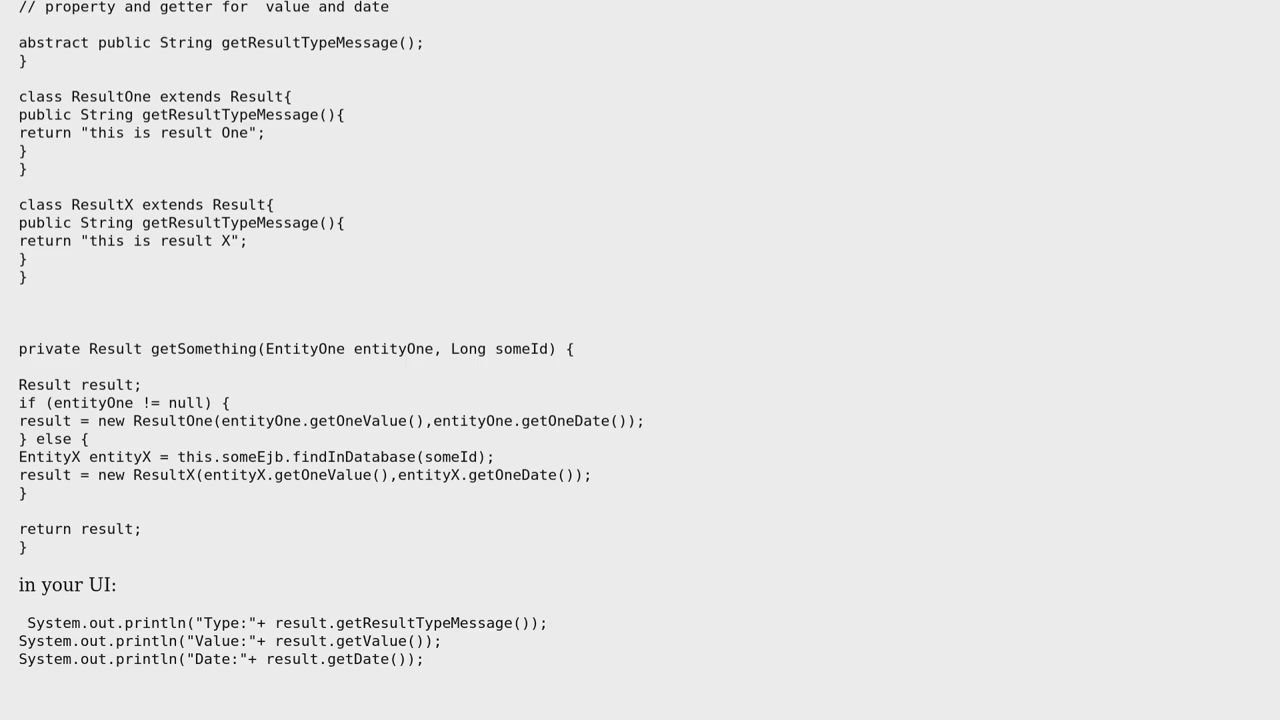 // property and getter for  value and date
abstract public String getResultTypeMessage();
}
class ResultOne extends Result{
public String getResultTypeMessage(){
return "this is result One";
}
}
class ResultX extends Result{
public String getResultTypeMessage(){
return "this is result X";
}
}
private Result getSomething(EntityOne entityOne, Long someId) {
Result result;
if (entityOne != null) {
result = new ResultOne(entityOne.getOneValue(),entityOne.getOneDate());
} else {
EntityX entityX = this.someEjb.findInDatabase(someId);
result = new ResultX(entityX.getOneValue(),entityX.getOneDate());
}
return result;
}
in your UI:
System.out.println("Type:"+ result.getResultTypeMessage());
System.out.println("Value:"+ result.getValue());
System.out.println("Date:"+ result.getDate());